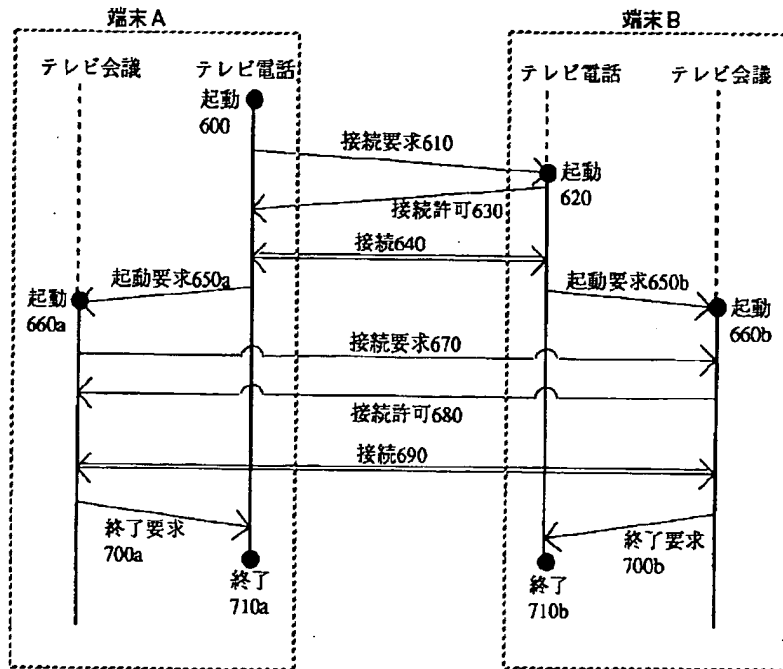 端末A
端末B
テレビ会議
テレビ電話
テレビ電話
テレビ会議
起動
600
接続要求610
起動
620
接続許可630
接続640
起動要求650a
起動要求650b
起動
660a
起動
660b
接続要求670
接続許可680
接続690
終了要求
700a
終了要求
700b
終了
710a
終了
710b